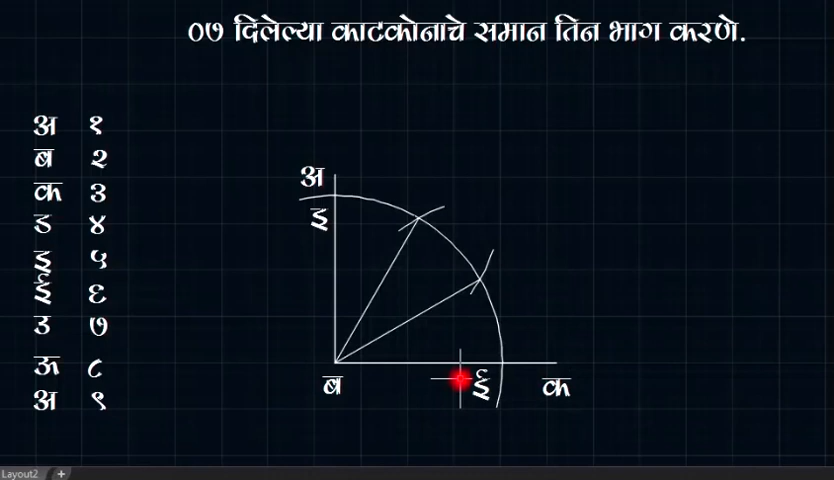 ०७ दिलेल्या काटकोनाचे समान तिन भाग करणे.
अ १
ब २
क ३
ड ४
इ ५
ई ६
उ ७
ऊ ८
अ ९
अ
इ
ब
ई
क
Layout2 +